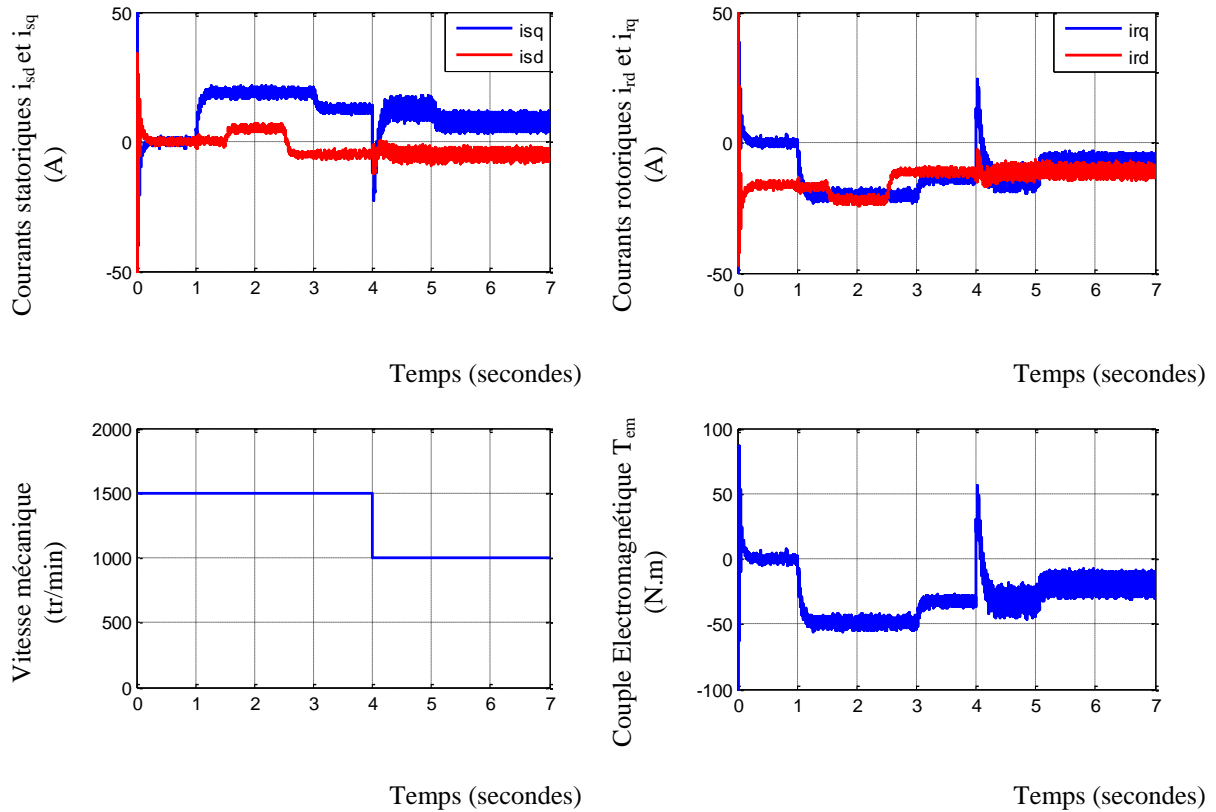 Courants statoriques isd et isq
(A)
50
0
-50
0 1 2 3 4 5 6 7
isq
isd
Temps (secondes)
Courants rotoriques ird et irq
(A)
50
0
-50
0 1 2 3 4 5 6 7
irq
ird
Temps (secondes)
Vitesse mécanique
(tr/min)
2000
1500
1000
500
0
0 1 2 3 4 5 6 7
Temps (secondes)
Couple Electromagnétique Tem
(N.m)
100
50
0
-50
-100
0 1 2 3 4 5 6 7
Temps (secondes)